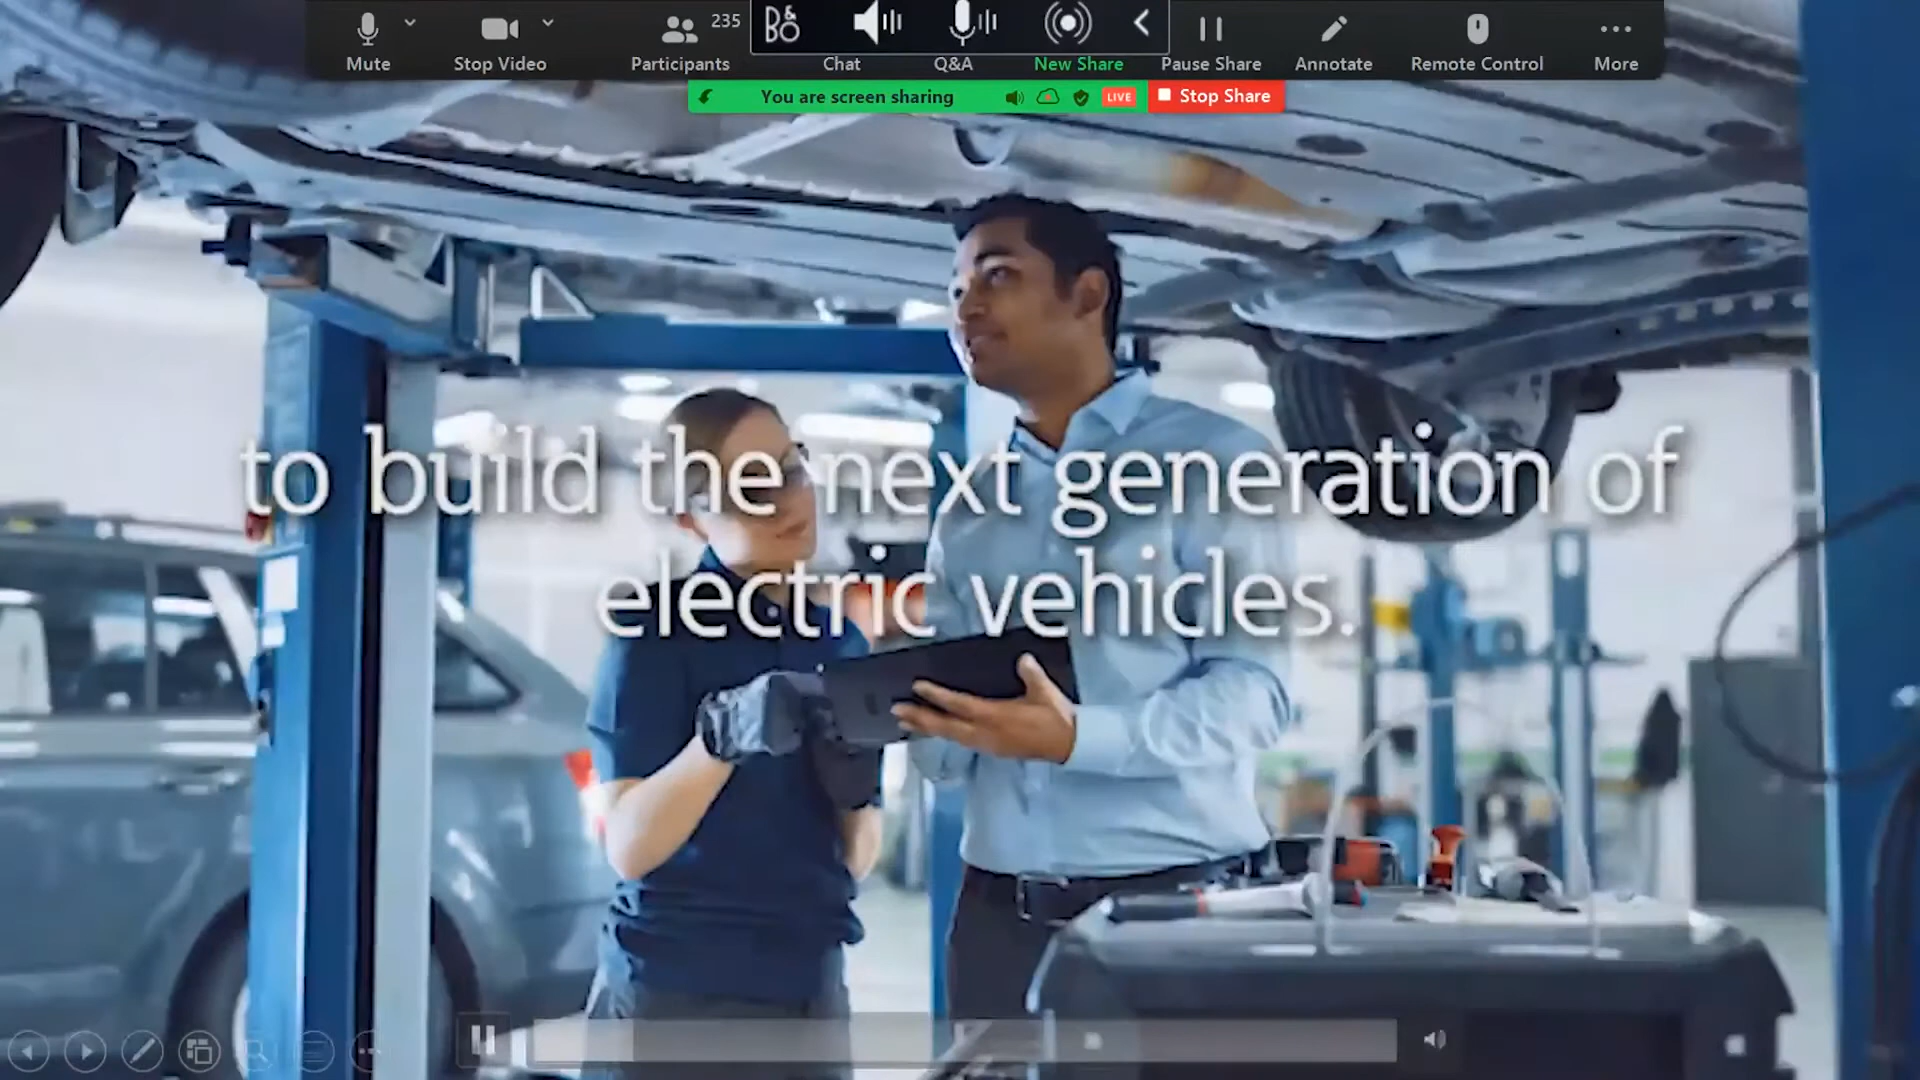 235
B&O
Mute
Stop Video
Participants
Chat
Q&A
New Share
Pause Share
Annotate
Remote Control
More
You are screen sharing
LIVE
Stop Share
to build the next generation of
electric vehicles.